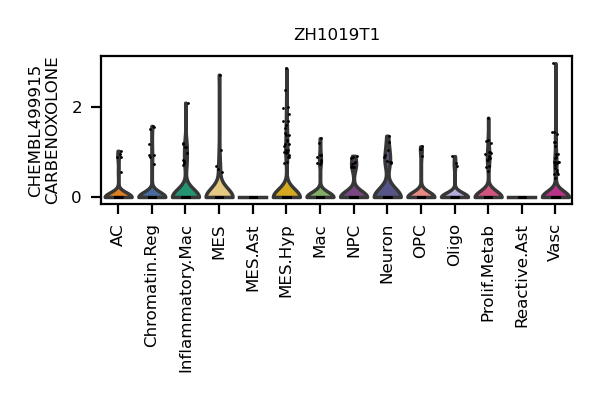 ZH1019T1
CHEMBL499915
CARBENOXOLONE
2
0
AC
Chromatin.Reg
Inflammatory.Mac
MES
MES.Ast
MES.Hyp
Mac
NPC
Neuron
OPC
Oligo
Prolif.Metab
Reactive.Ast
Vasc